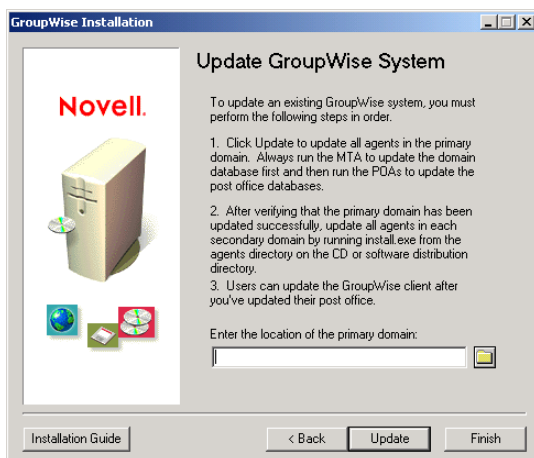 GroupWise Installation
Update GroupWise System
Novell.
To update an existing GroupWise system, you must
perform the following steps in order.
1. Click Update to update all agents in the primary
domain. Always run the MTA to update the domain
database first and then run the POAs to update the
post office databases.
2. After verifying that the primary domain has been
updated successfully, update all agents in each
secondary domain by running install.exe from the
agents directory on the CD or software distribution
directory.
3. Users can update the GroupWise client after
you've updated their post office.
Enter the location of the primary domain:
Installation Guide
< Back
Update
Finish